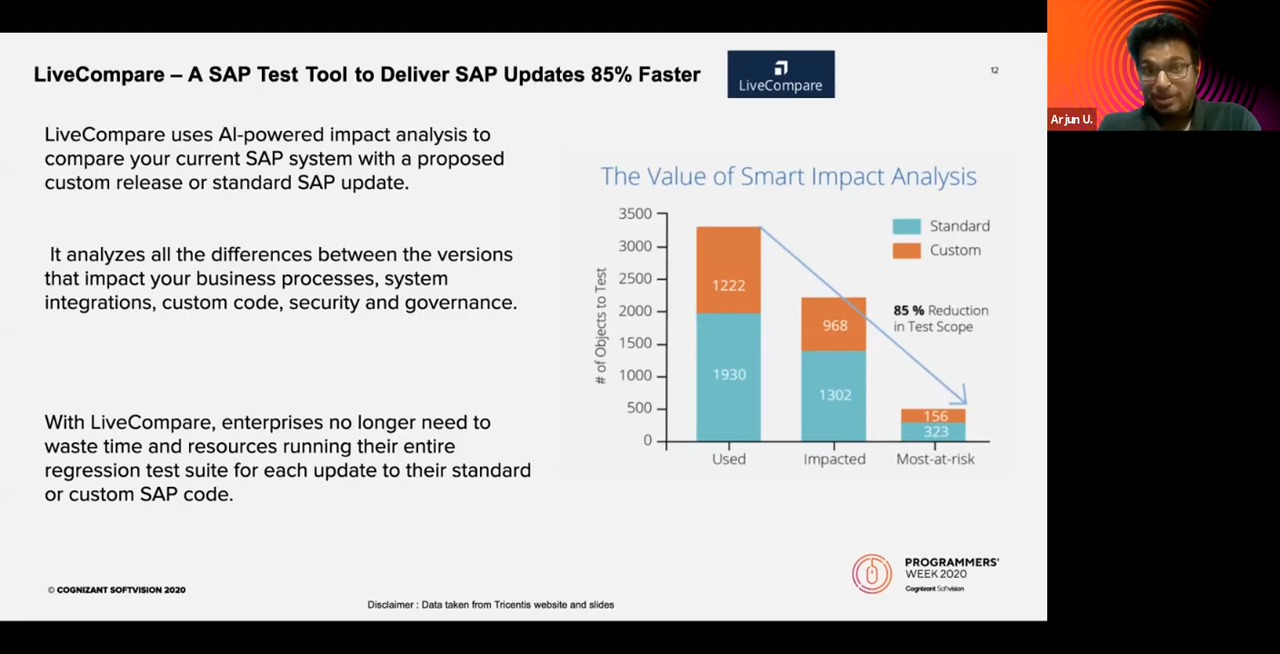 LiveCompare – A SAP Test Tool to Deliver SAP Updates 85% Faster
LiveCompare
12
Arjun U.
LiveCompare uses AI-powered impact analysis to
compare your current SAP system with a proposed
custom release or standard SAP update.
It analyzes all the differences between the versions
that impact your business processes, system
integrations, custom code, security and governance.
With LiveCompare, enterprises no longer need to
waste time and resources running their entire
regression test suite for each update to their standard
or custom SAP code.
The Value of Smart Impact Analysis
# of Objects to Test
3500
3000
2500
2000
1500
1000
500
0
Standard
Custom
1222
1930
968
1302
156
323
85 % Reduction
in Test Scope
Used
Impacted
Most-at-risk
© COGNIZANT SOFTVISION 2020
Disclaimer : Data taken from Tricentis website and slides
PROGRAMMERS'
WEEK 2020
Cognizant Softvision